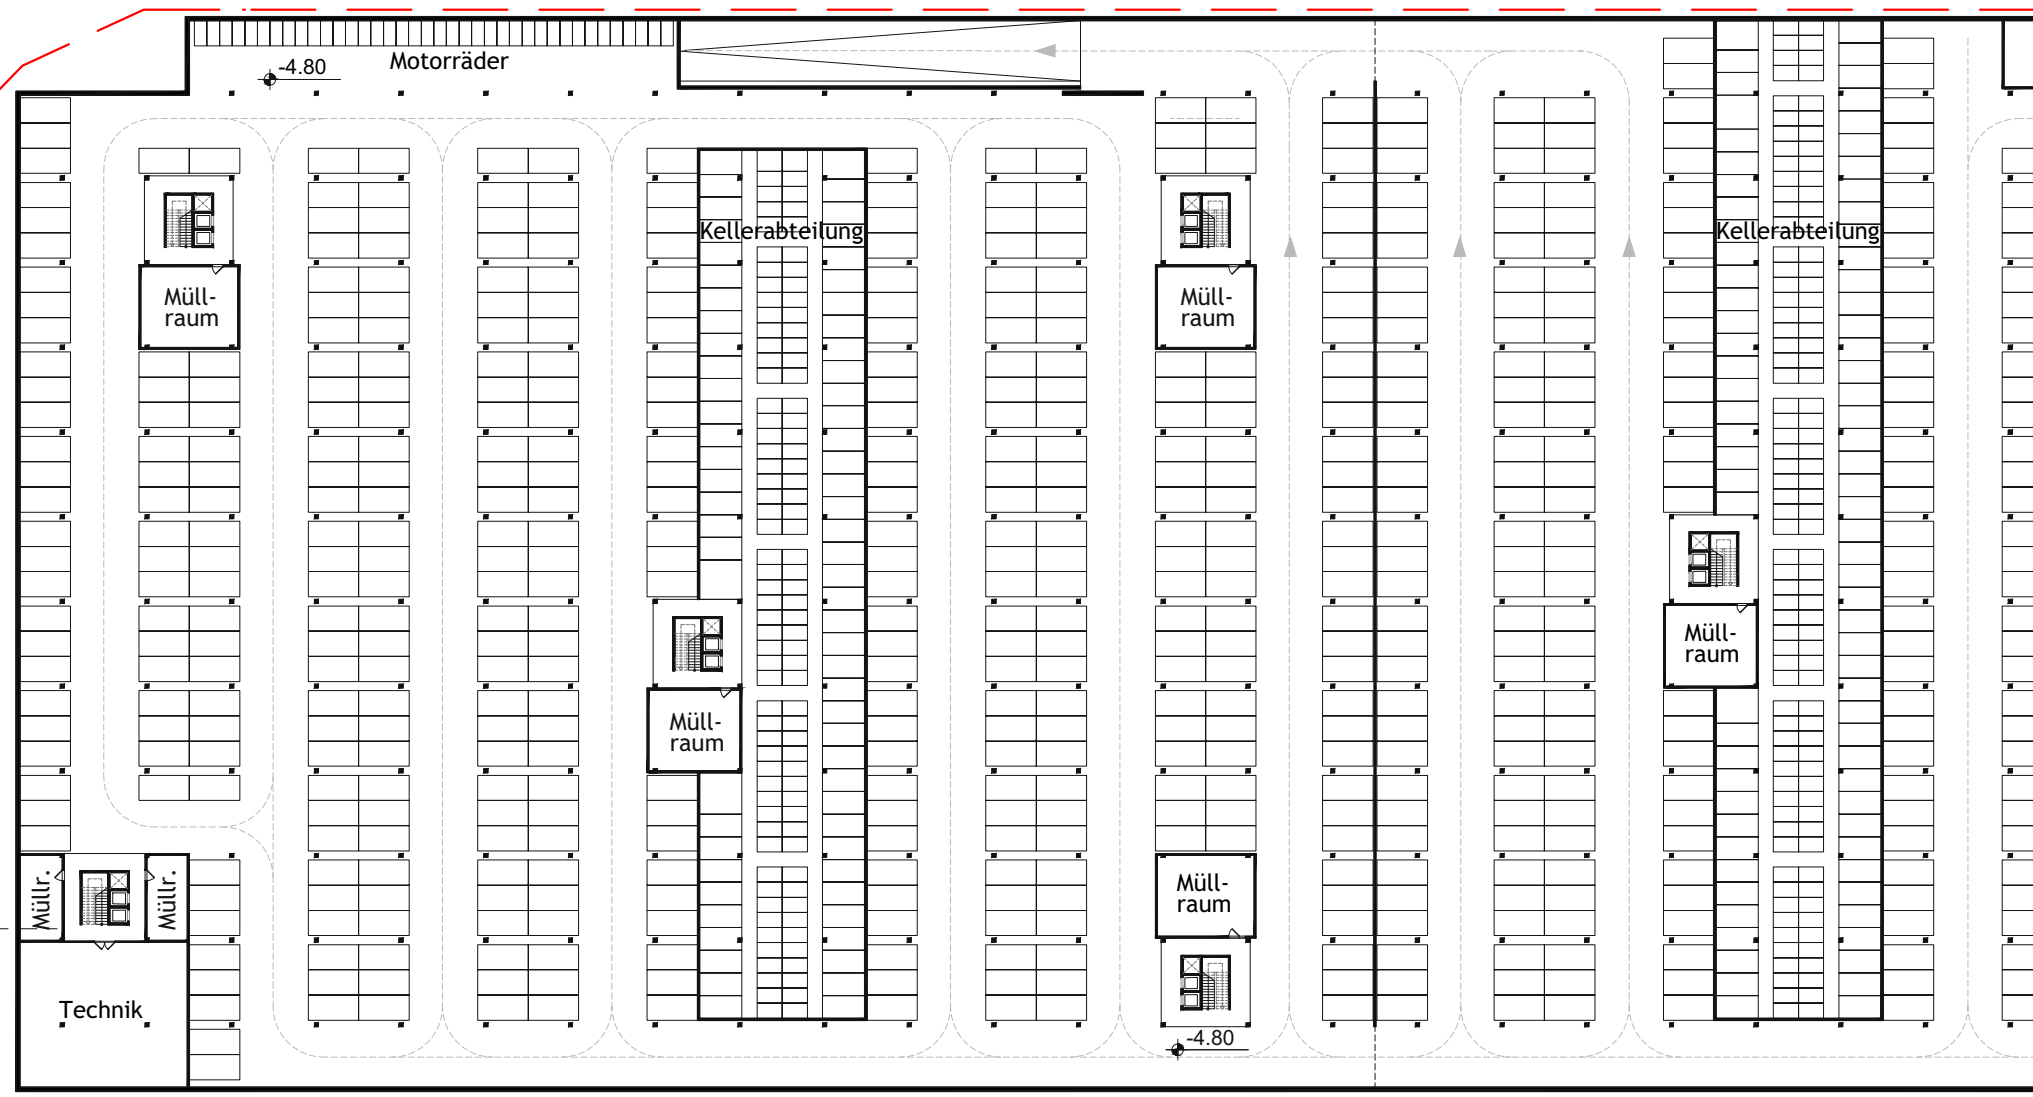 Motorräder
-4.80
Kellerabteilung
Kellerabteilung
Müll-
raum
Müll-
raum
Müll-
raum
Müll-
raum
Müllr.
Müllr.
Müll-
raum
Technik
-4.80